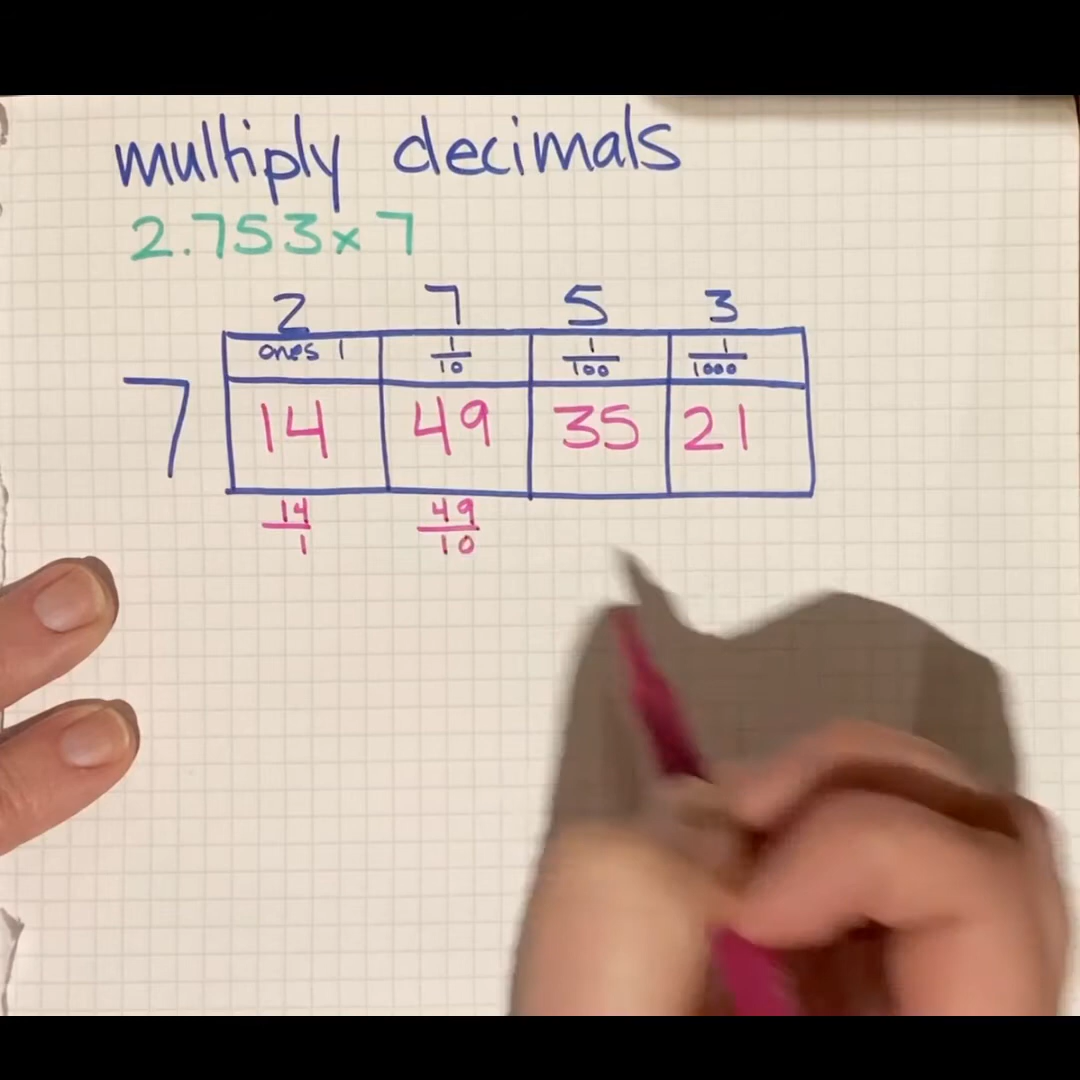 multiply decimals
2.753 x 7
2 7 5 3
ones 1 1/10 1/100 1/1000
7 14 49 35 21
14/1 49/10